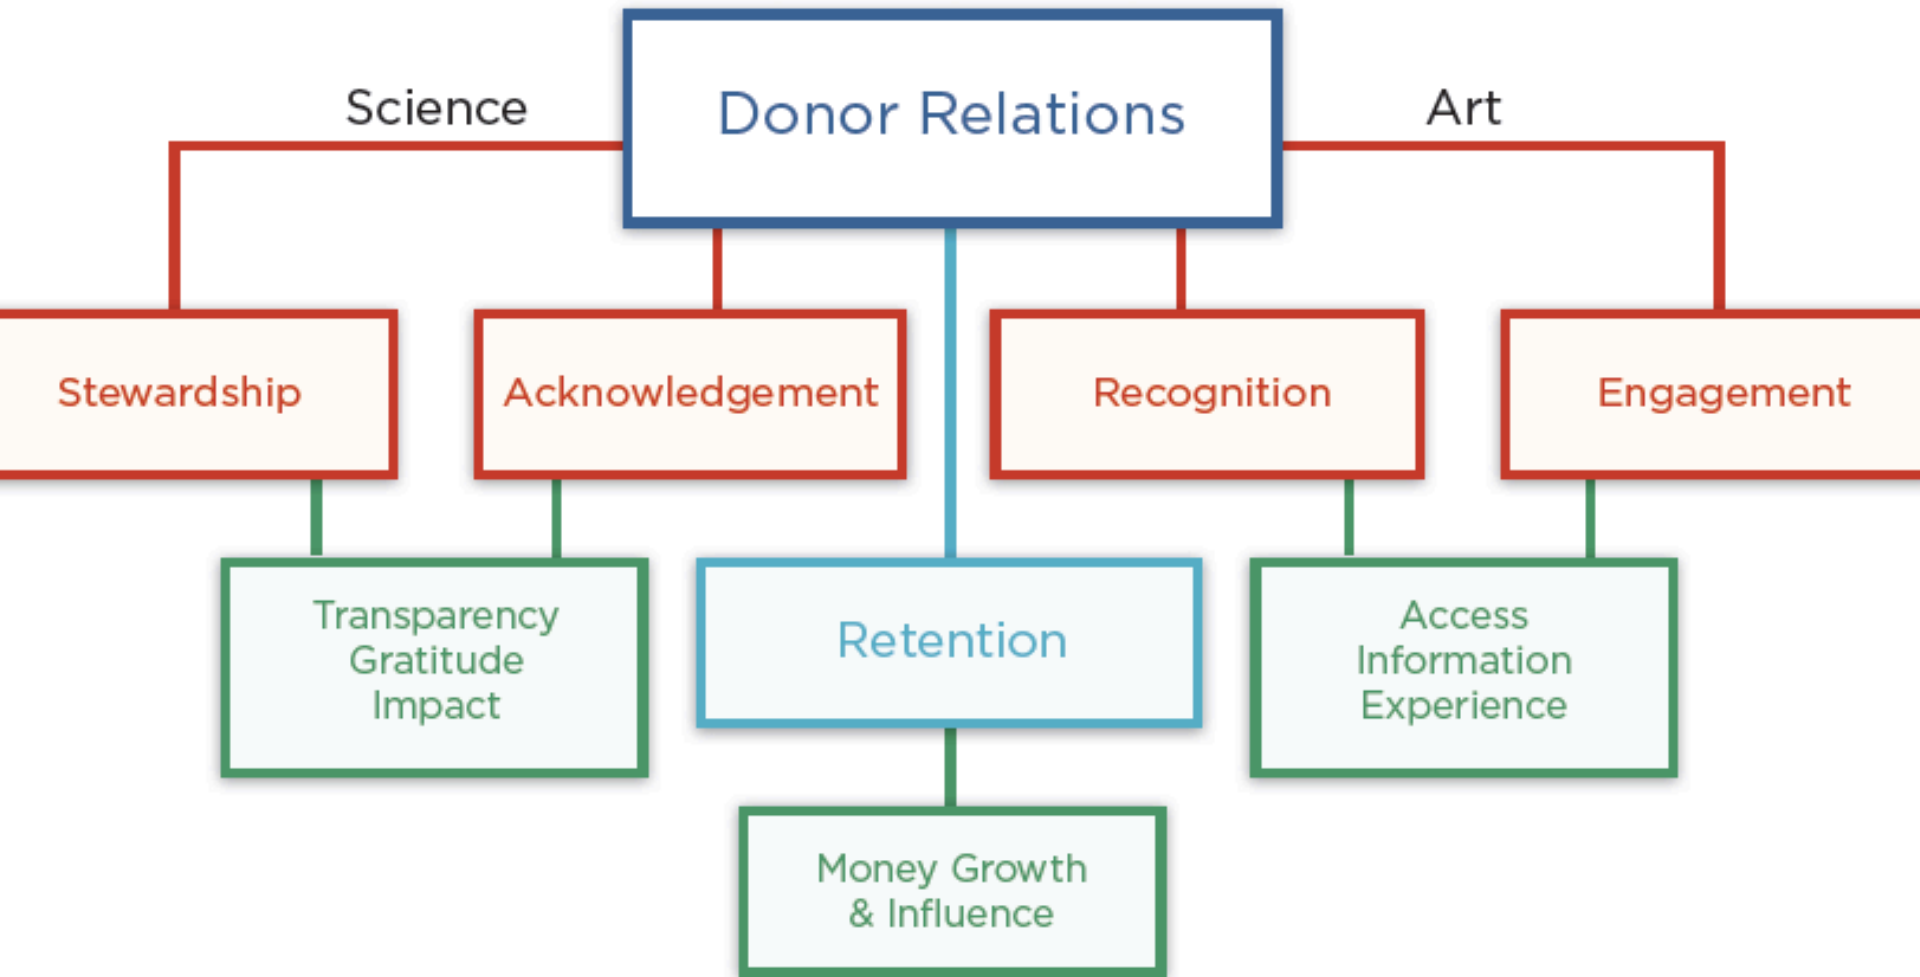 Science
Donor Relations
Art
Stewardship
Acknowledgement
Recognition
Engagement
Transparency
Gratitude
Impact
Retention
Access
Information
Experience
Money Growth
& Influence